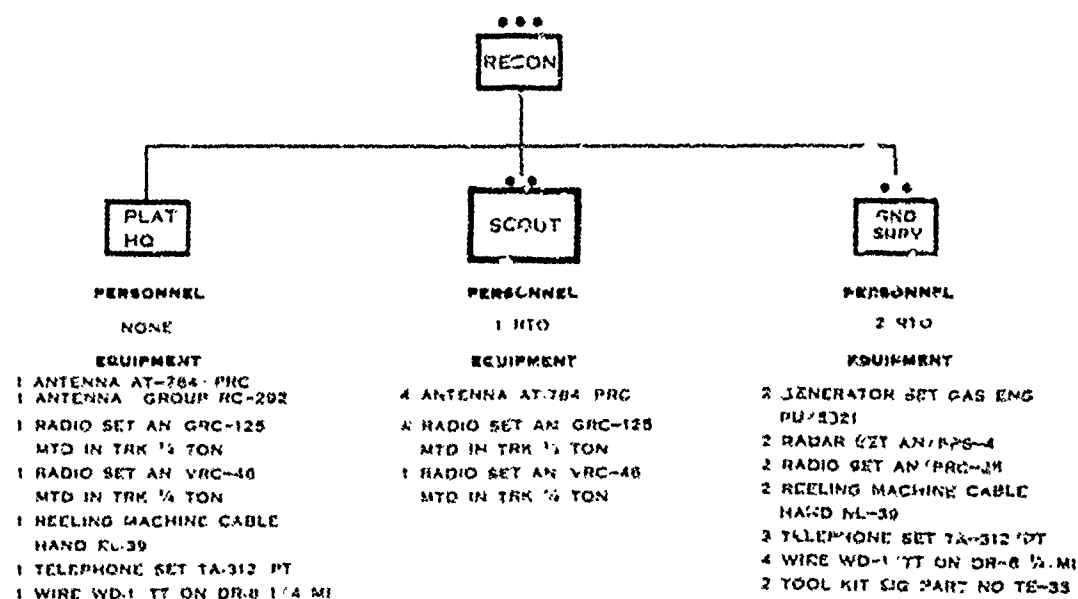 RECON
PLAT
HQ
PERSONNEL
NONE
EQUIPMENT
1 ANTENNA AT-784 PRC
1 ANTENNA GROUP RC-292
1 RADIO SET AN GRC-125
MTD IN TRK ¼ TON
1 RADIO SET AN VRC-46
MTD IN TRK ¼ TON
1 REELING MACHINE CABLE
HAND RL-39
1 TELEPHONE SET TA-312 PT
1 WIRE WD-1 TT ON DR-8 1/4 MI
SCOUT
PERSONNEL
1 RTO
EQUIPMENT
4 ANTENNA AT-784 PRC
RADIO SET AN GRC-125
MTD IN TRK ¼ TON
1 RADIO SET AN VRC-46
MTD IN TRK ¼ TON
GND
SURV
PERSONNEL
2 RTO
EQUIPMENT
2 GENERATOR SET GAS ENG
2 RADAR SET AN/PPS-4
2 RADIO SET AN/PRC-25
2 REELING MACHINE CABLE
HAND RL-39
TELEPHONE SET TA-312/PT
4 WIRE WD-1/TT ON DR-8 ¼ MI
2 TOOL KIT SIG PART NO TE-33